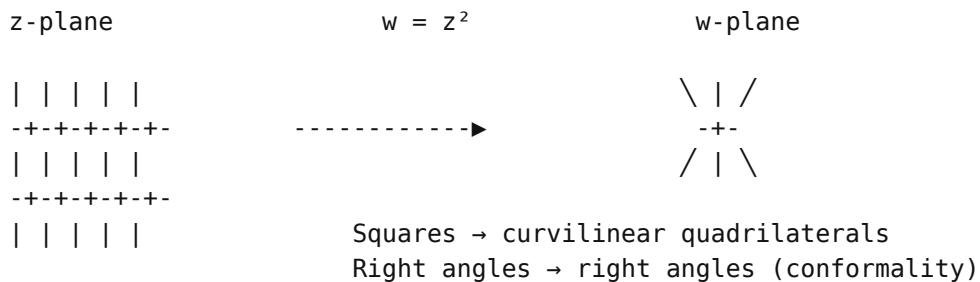 z-plane                  w = z²                   w-plane

| | | | |                                    \ | /
-+-+-+-+-+-        ------------▶              -+-
| | | | |                                    / | \
-+-+-+-+-+-
| | | | |              Squares → curvilinear quadrilaterals
                       Right angles → right angles (conformality)